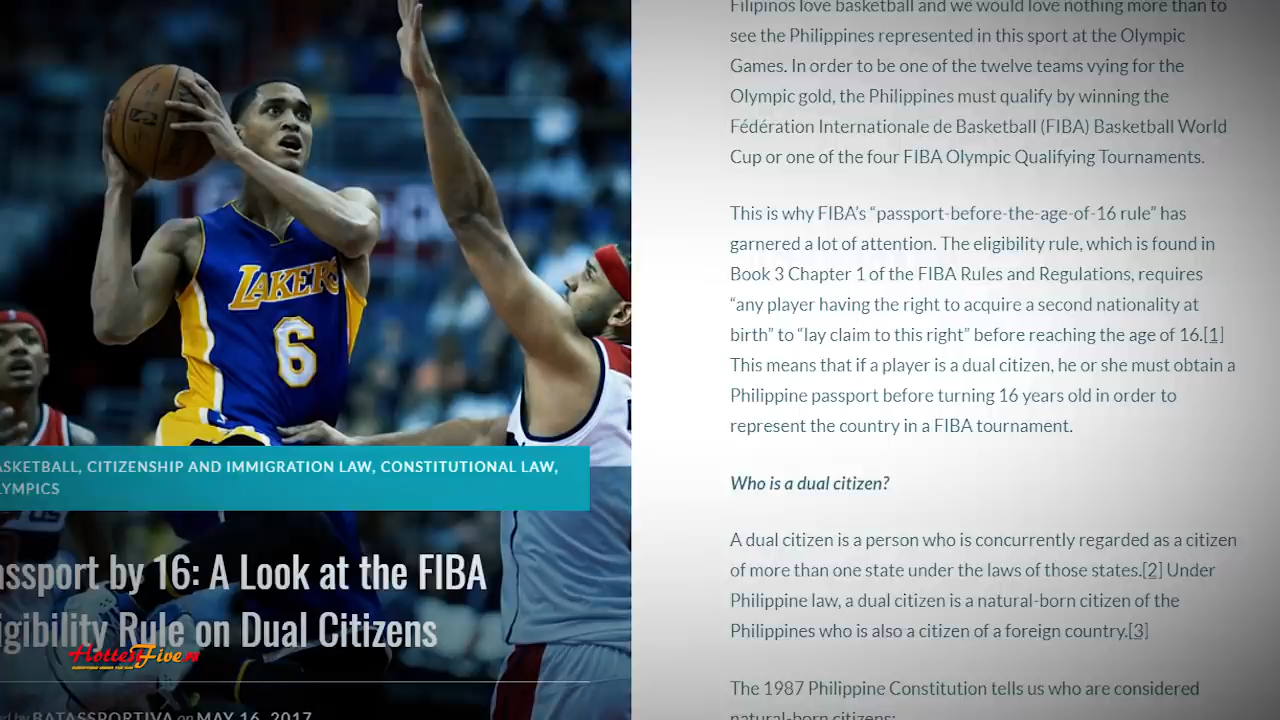 LAKERS
6
ASKETBALL, CITIZENSHIP AND IMMIGRATION LAW, CONSTITUTIONAL LAW,
LYMPICS
assport by 16: A Look at the FIBA
igibility Rule on Dual Citizens
HottestFive
BATASSPORTIVA on MAY 16, 2017
Filipinos love basketball and we would love nothing more than to
see the Philippines represented in this sport at the Olympic
Games. In order to be one of the twelve teams vying for the
Olympic gold, the Philippines must qualify by winning the
Fédération Internationale de Basketball (FIBA) Basketball World
Cup or one of the four FIBA Olympic Qualifying Tournaments.
This is why FIBA’s “passport-before-the-age-of-16 rule” has
garnered a lot of attention. The eligibility rule, which is found in
Book 3 Chapter 1 of the FIBA Rules and Regulations, requires
“any player having the right to acquire a second nationality at
birth” to “lay claim to this right” before reaching the age of 16.[1]
This means that if a player is a dual citizen, he or she must obtain a
Philippine passport before turning 16 years old in order to
represent the country in a FIBA tournament.
Who is a dual citizen?
A dual citizen is a person who is concurrently regarded as a citizen
of more than one state under the laws of those states.[2] Under
Philippine law, a dual citizen is a natural-born citizen of the
Philippines who is also a citizen of a foreign country.[3]
The 1987 Philippine Constitution tells us who are considered
natural-born citizens: